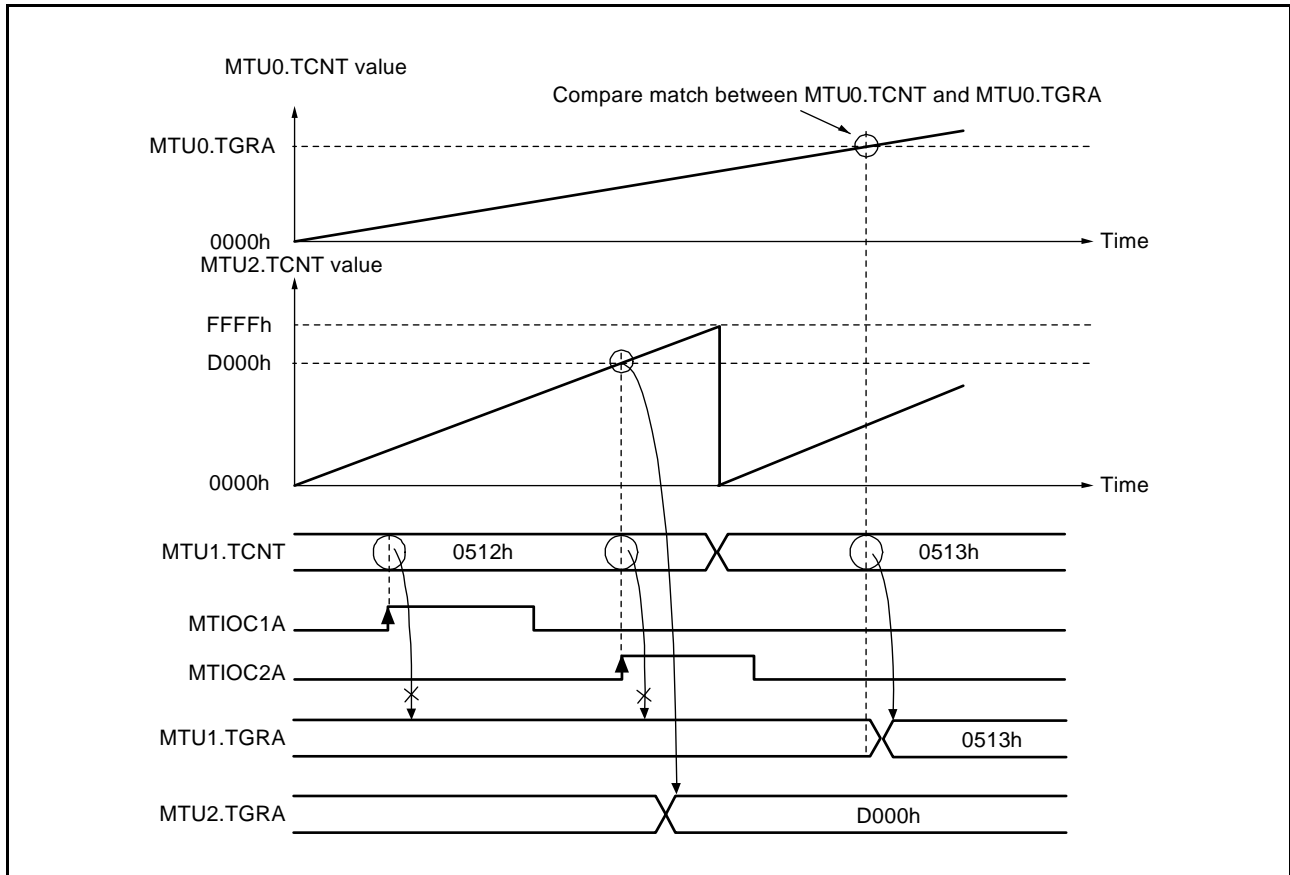 MTU0.TCNT value
Compare match between MTU0.TCNT and MTU0.TGRA
MTU0.TGRA
0000h
Time
MTU2.TCNT value
FFFFh
D000h
0000h
Time
MTU1.TCNT
0512h
0513h
MTIOC1A
MTIOC2A
MTU1.TGRA
0513h
MTU2.TGRA
D000h